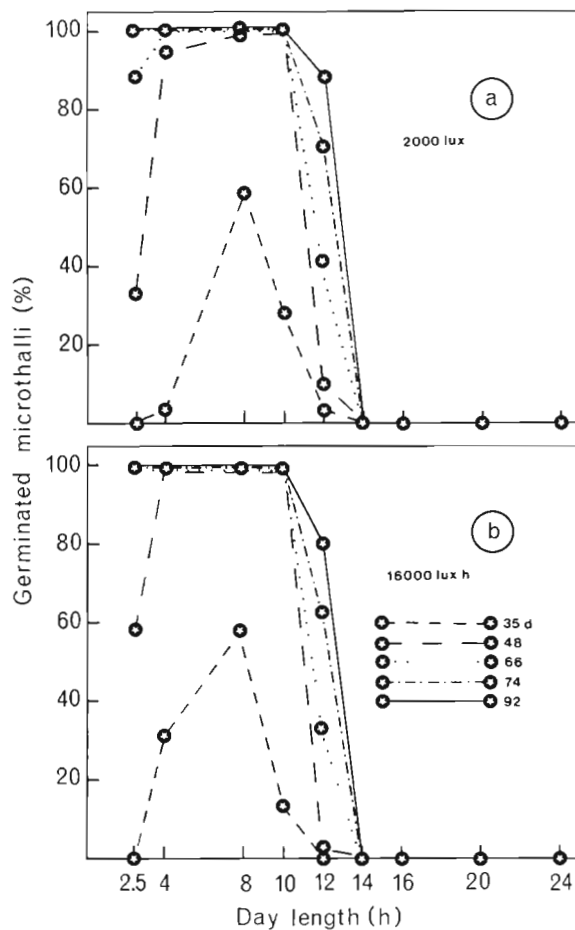 100
80
60
40
20
a
2000 lux
Germinated microthalli (%)
100
80
60
40
20
b
16000 lux h
35 d
48
66
74
92
2.5 4 8 10 12 14 16 20 24
Day length (h)